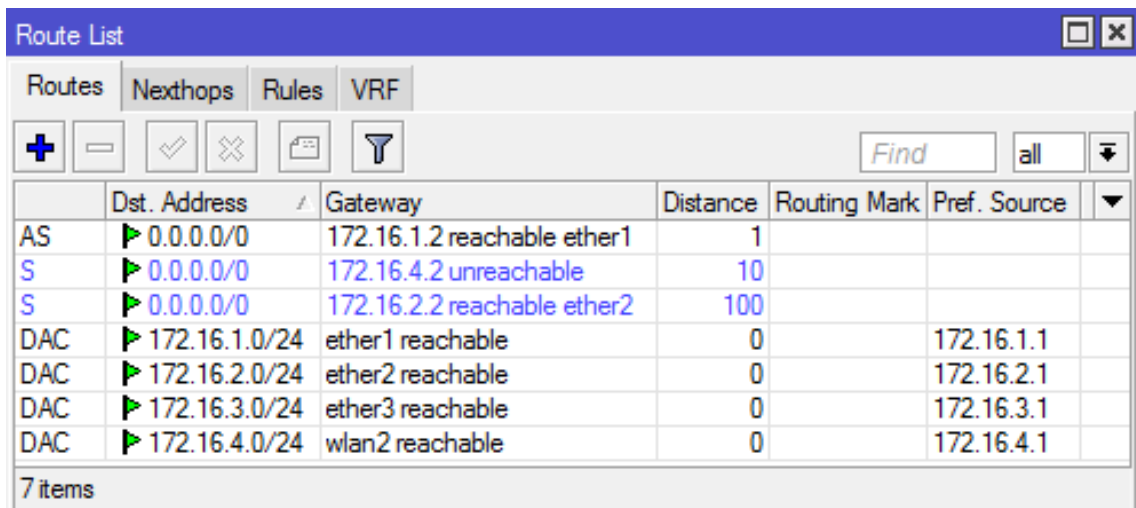 Route List
Routes Nexthops Rules VRF
Find all
Dst. Address Gateway Distance Routing Mark Pref. Source
AS 0.0.0.0/0 172.16.1.2 reachable ether1 1
S 0.0.0.0/0 172.16.4.2 unreachable 10
S 0.0.0.0/0 172.16.2.2 reachable ether2 100
DAC 172.16.1.0/24 ether1 reachable 0 172.16.1.1
DAC 172.16.2.0/24 ether2 reachable 0 172.16.2.1
DAC 172.16.3.0/24 ether3 reachable 0 172.16.3.1
DAC 172.16.4.0/24 wlan2 reachable 0 172.16.4.1
7 items